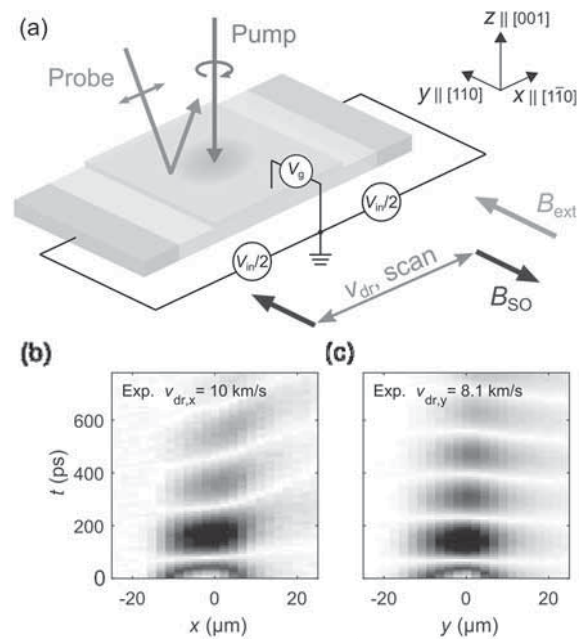 (a)
Pump
Probe
z || [001]
y || [110]
x || [11̅0]
V_g
V_in/2
V_in/2
B_ext
v_dr, scan
B_SO
(b)
(c)
Exp. v_dr,x = 10 km/s
Exp. v_dr,y = 8.1 km/s
t (ps)
600
400
200
0
-20
0
20
-20
0
20
x (µm)
y (µm)